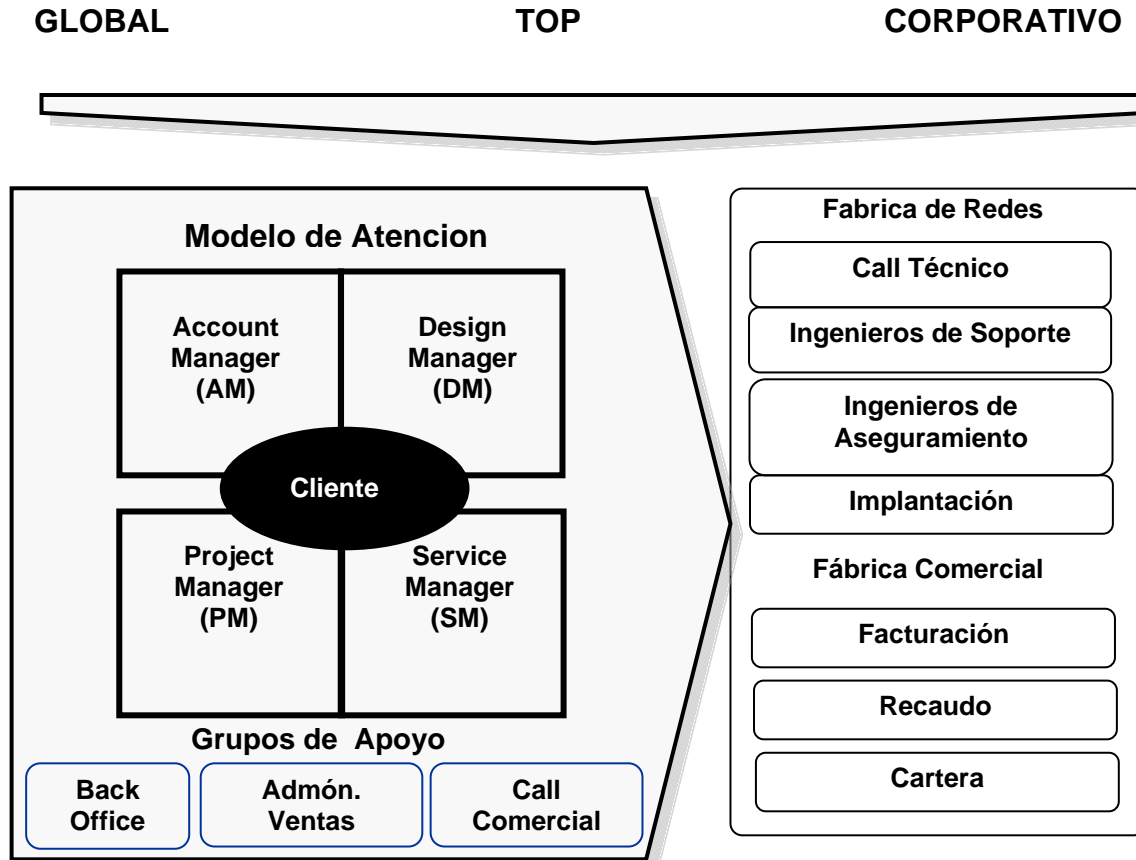 GLOBAL TOP CORPORATIVO
Modelo de Atencion
Account
Manager
(AM)
Design
Manager
(DM)
Cliente
Project
Manager
(PM)
Service
Manager
(SM)
Grupos de Apoyo
Back
Office
Admón.
Ventas
Call
Comercial
Fabrica de Redes
Call Técnico
Ingenieros de Soporte
Ingenieros de
Aseguramiento
Implantación
Fábrica Comercial
Facturación
Recaudo
Cartera